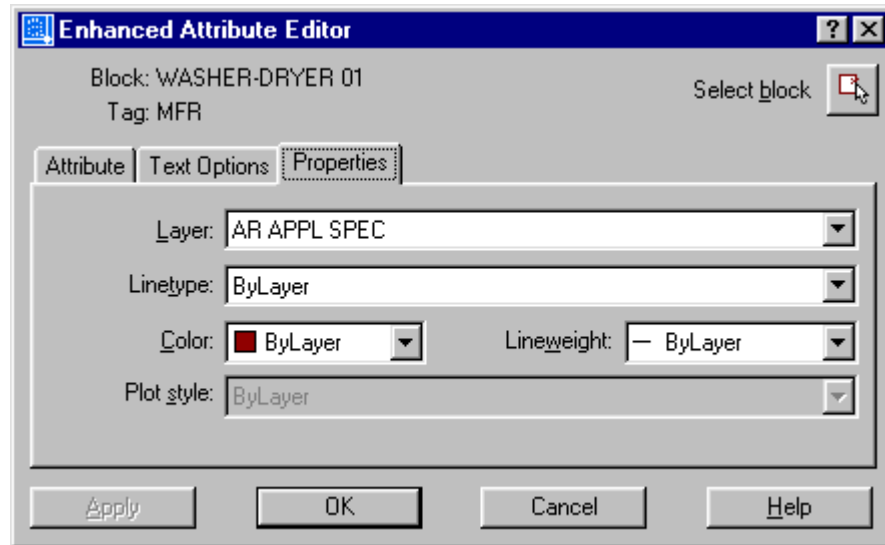 Enhanced Attribute Editor ?
Block: WASHER-DRYER 01
Select block
Tag: MFR
Attribute Text Options Properties
Layer: AR APPL SPEC
Linetype: ByLayer
Color: ByLayer Lineweight: ByLayer
Plot style: ByLayer
Apply OK Cancel Help